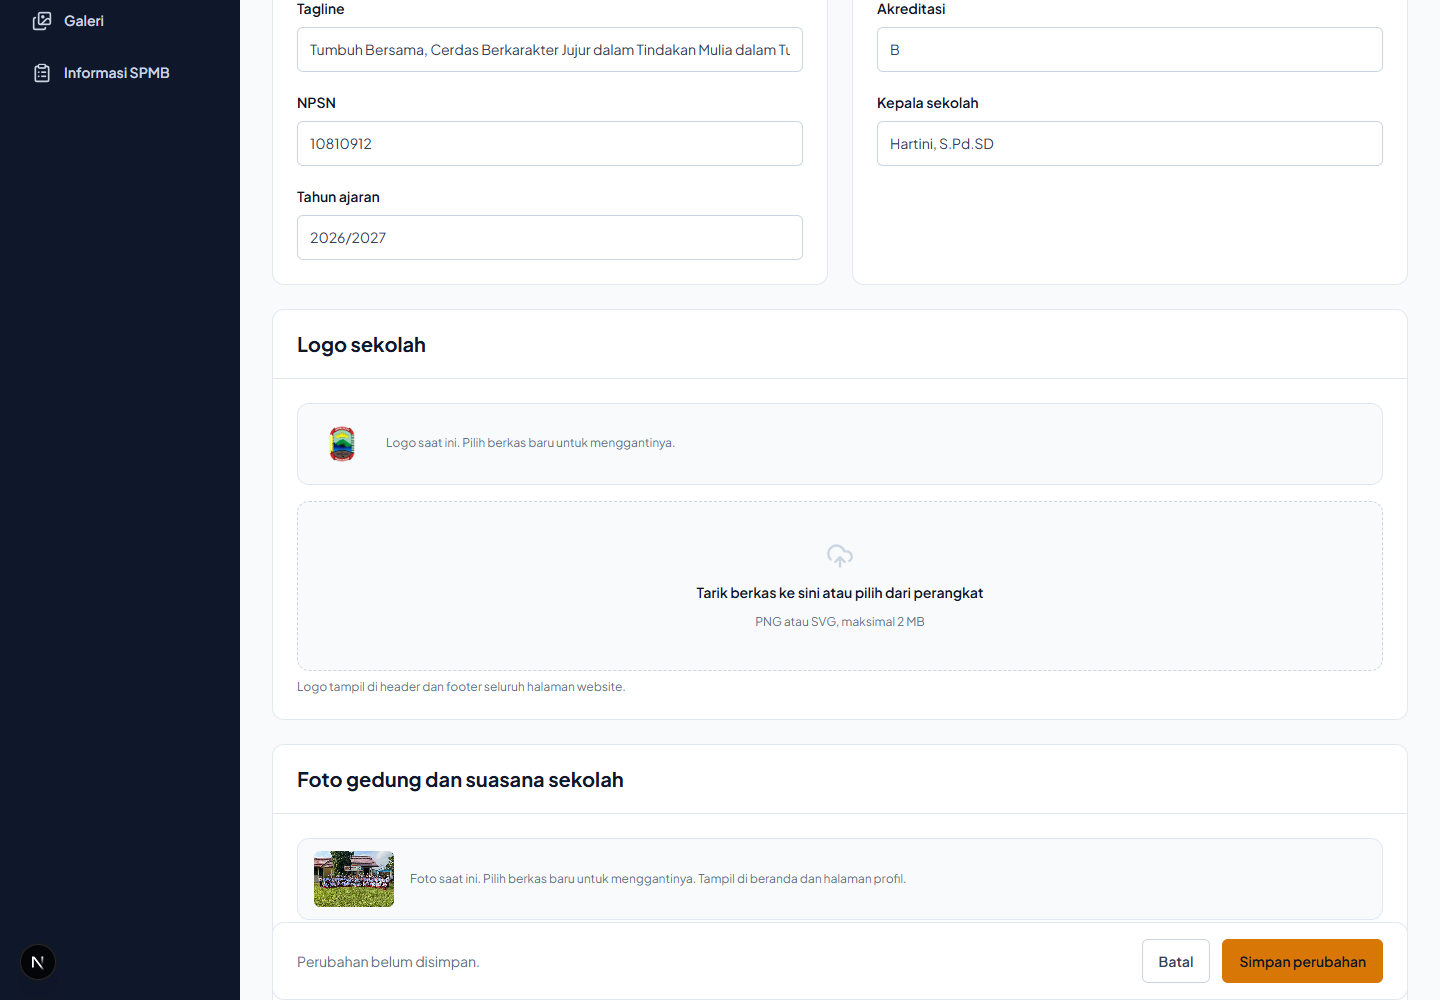 Galeri
Informasi SPMB
Tagline
Tumbuh Bersama, Cerdas Berkarakter Jujur dalam Tindakan Mulia dalam Tu
NPSN
10810912
Tahun ajaran
2026/2027
Akreditasi
B
Kepala sekolah
Hartini, S.Pd.SD
Logo sekolah
Logo saat ini. Pilih berkas baru untuk menggantinya.
Tarik berkas ke sini atau pilih dari perangkat
PNG atau SVG, maksimal 2 MB
Logo tampil di header dan footer seluruh halaman website.
Foto gedung dan suasana sekolah
Foto saat ini. Pilih berkas baru untuk menggantinya. Tampil di beranda dan halaman profil.
Perubahan belum disimpan.
Batal
Simpan perubahan
N